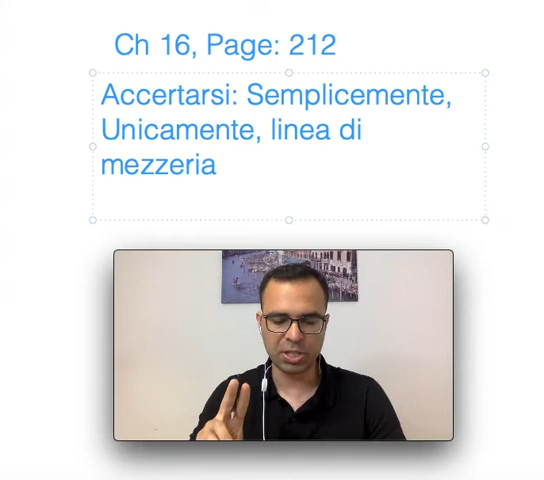 Ch 16, Page: 212
Accertarsi: Semplicemente,
Unicamente, linea di
mezzeria